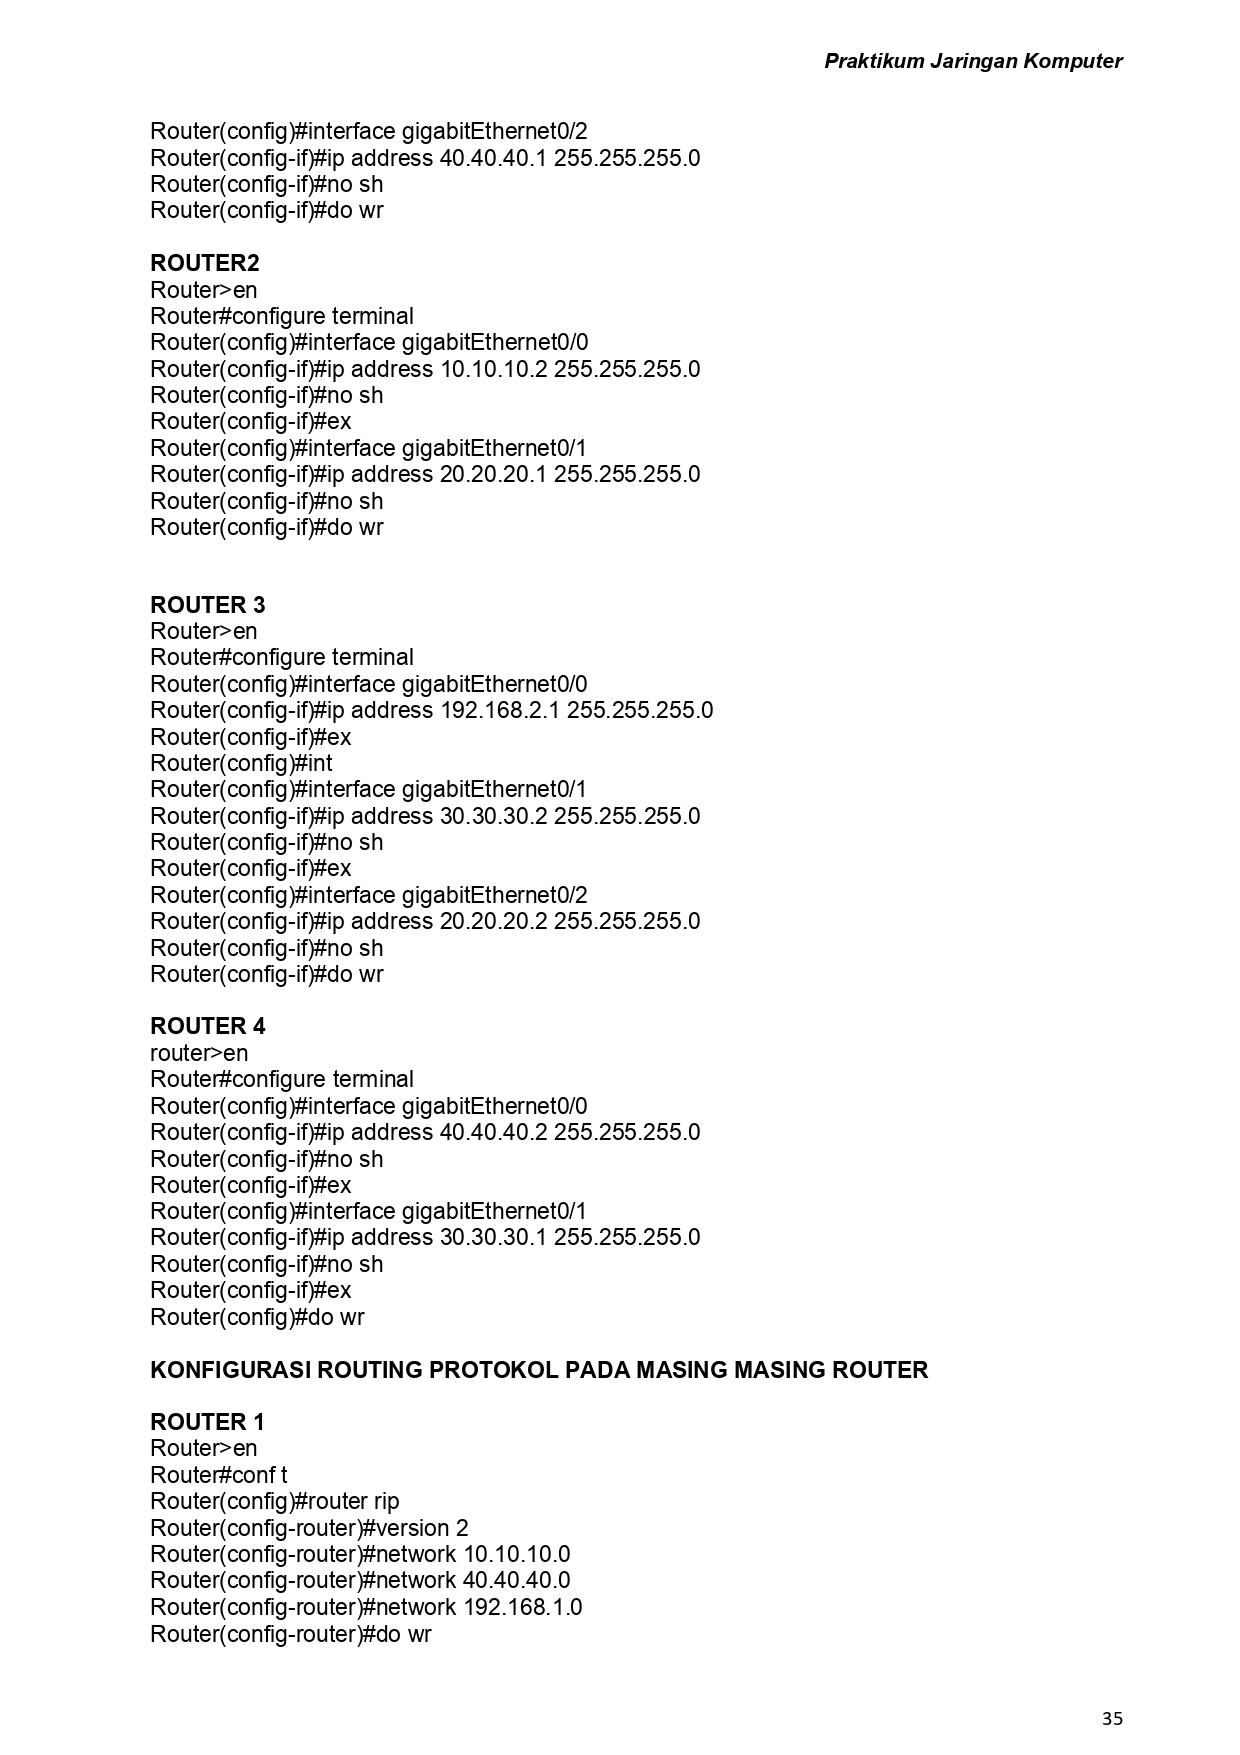 Praktikum Jaringan Komputer
Router(config)#interface gigabitEthernet0/2
Router(config-if)#ip address 40.40.40.1 255.255.255.0
Router(config-if)#no sh
Router(config-if)#do wr
ROUTER2
Router>en
Router#configure terminal
Router(config)#interface gigabitEthernet0/0
Router(config-if)#ip address 10.10.10.2 255.255.255.0
Router(config-if)#no sh
Router(config-if)#ex
Router(config)#interface gigabitEthernet0/1
Router(config-if)#ip address 20.20.20.1 255.255.255.0
Router(config-if)#no sh
Router(config-if)#do wr
ROUTER 3
Router>en
Router#configure terminal
Router(config)#interface gigabitEthernet0/0
Router(config-if)#ip address 192.168.2.1 255.255.255.0
Router(config-if)#ex
Router(config)#int
Router(config)#interface gigabitEthernet0/1
Router(config-if)#ip address 30.30.30.2 255.255.255.0
Router(config-if)#no sh
Router(config-if)#ex
Router(config)#interface gigabitEthernet0/2
Router(config-if)#ip address 20.20.20.2 255.255.255.0
Router(config-if)#no sh
Router(config-if)#do wr
ROUTER 4
router>en
Router#configure terminal
Router(config)#interface gigabitEthernet0/0
Router(config-if)#ip address 40.40.40.2 255.255.255.0
Router(config-if)#no sh
Router(config-if)#ex
Router(config)#interface gigabitEthernet0/1
Router(config-if)#ip address 30.30.30.1 255.255.255.0
Router(config-if)#no sh
Router(config-if)#ex
Router(config)#do wr
KONFIGURASI ROUTING PROTOKOL PADA MASING MASING ROUTER
ROUTER 1
Router>en
Router#conf t
Router(config)#router rip
Router(config-router)#version 2
Router(config-router)#network 10.10.10.0
Router(config-router)#network 40.40.40.0
Router(config-router)#network 192.168.1.0
Router(config-router)#do wr
35